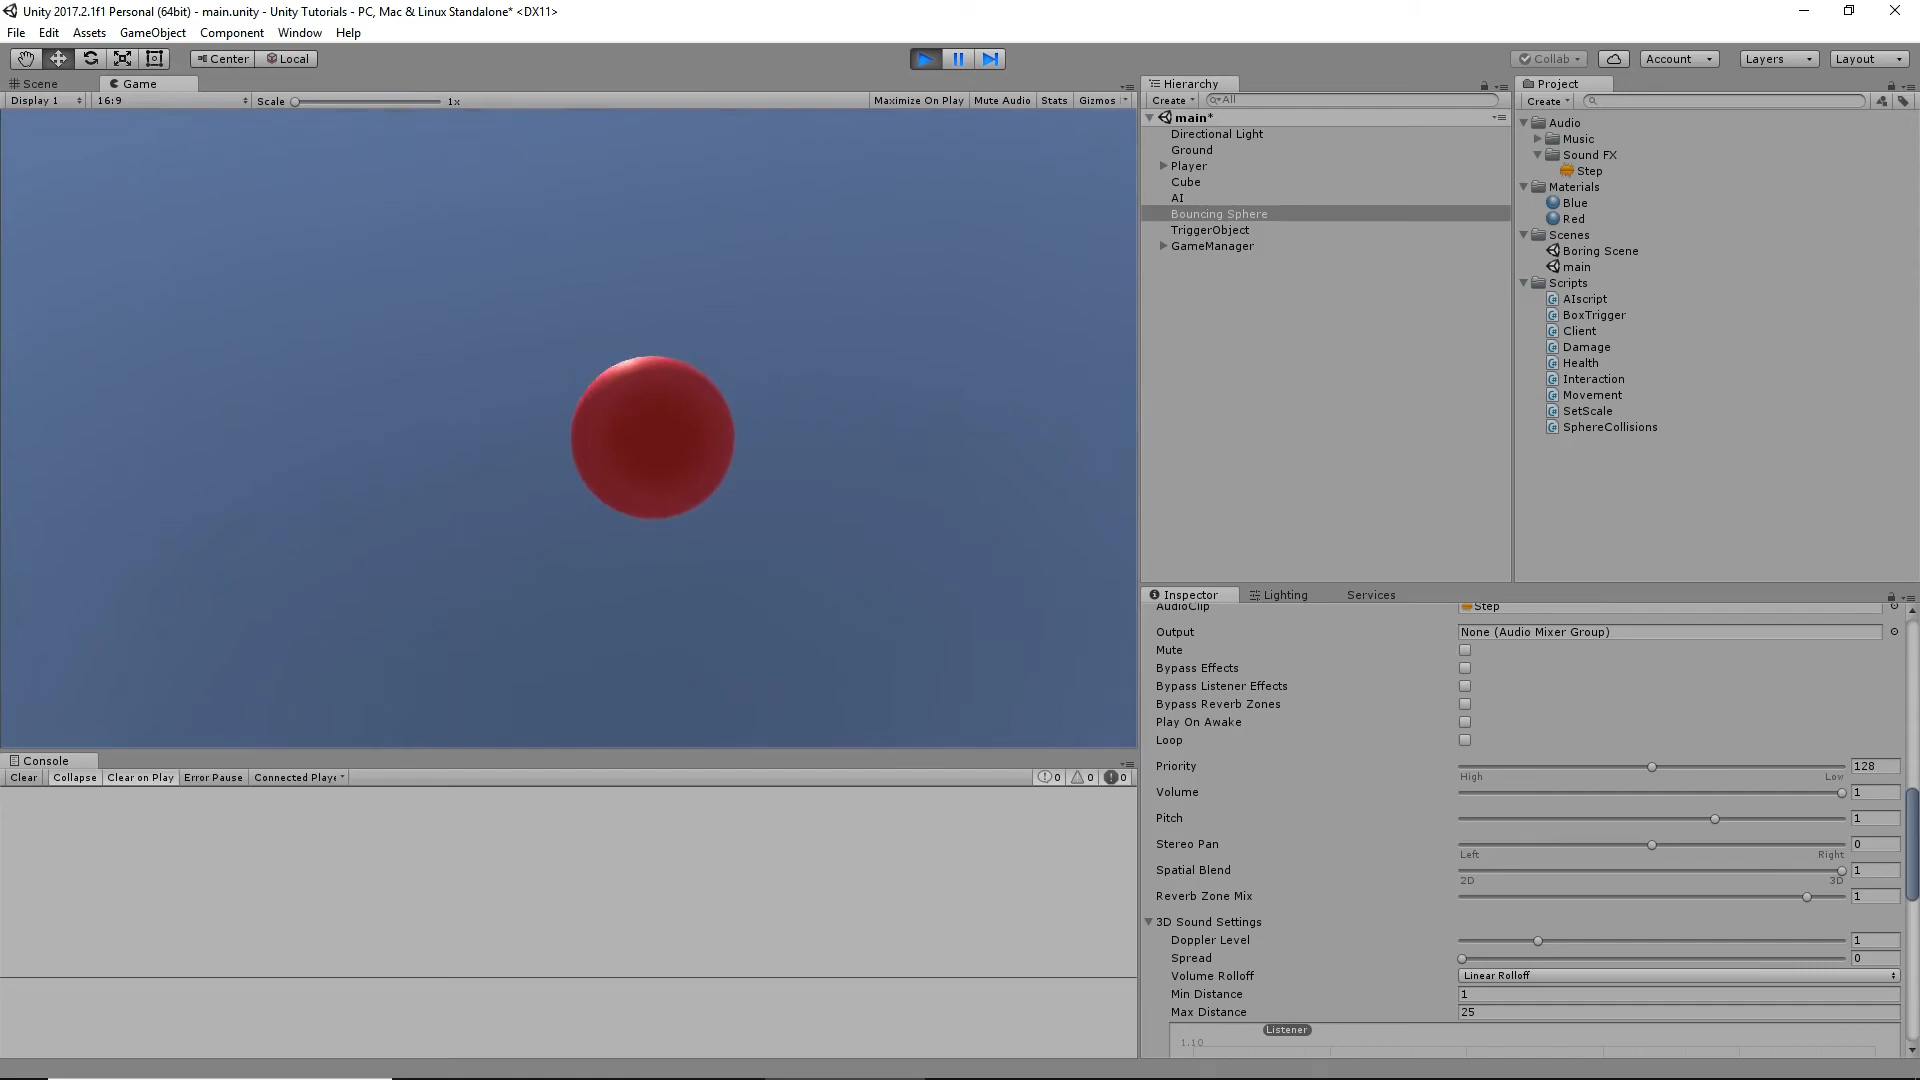 Unity 2017.2.1f1 Personal (64bit) - main.unity - Unity Tutorials - PC, Mac & Linux Standalone* <DX11>
File Edit Assets GameObject Component Window Help
Center Local Collab Account Layers Layout
Scene Game
Display 1 16:9 Scale 1x Maximize On Play Mute Audio Stats Gizmos
Hierarchy
Create All
main*
Directional Light
Ground
Player
Cube
AI
Bouncing Sphere
TriggerObject
GameManager
Project
Create
Audio
Music
Sound FX
Step
Materials
Blue
Red
Scenes
Boring Scene
main
Scripts
AIscript
BoxTrigger
Client
Damage
Health
Interaction
Movement
SetScale
SphereCollisions
Inspector Lighting Services
AudioClip Step
Output None (Audio Mixer Group)
Mute
Bypass Effects
Bypass Listener Effects
Bypass Reverb Zones
Play On Awake
Loop
Priority 128
High Low
Volume 1
Pitch 1
Stereo Pan 0
Left Right
Spatial Blend 1
2D 3D
Reverb Zone Mix 1
3D Sound Settings
Doppler Level 1
Spread 0
Volume Rolloff Linear Rolloff
Min Distance 1
Max Distance 25
Listener
1.10
Console
Clear Collapse Clear on Play Error Pause Connected Playe 0 0 0